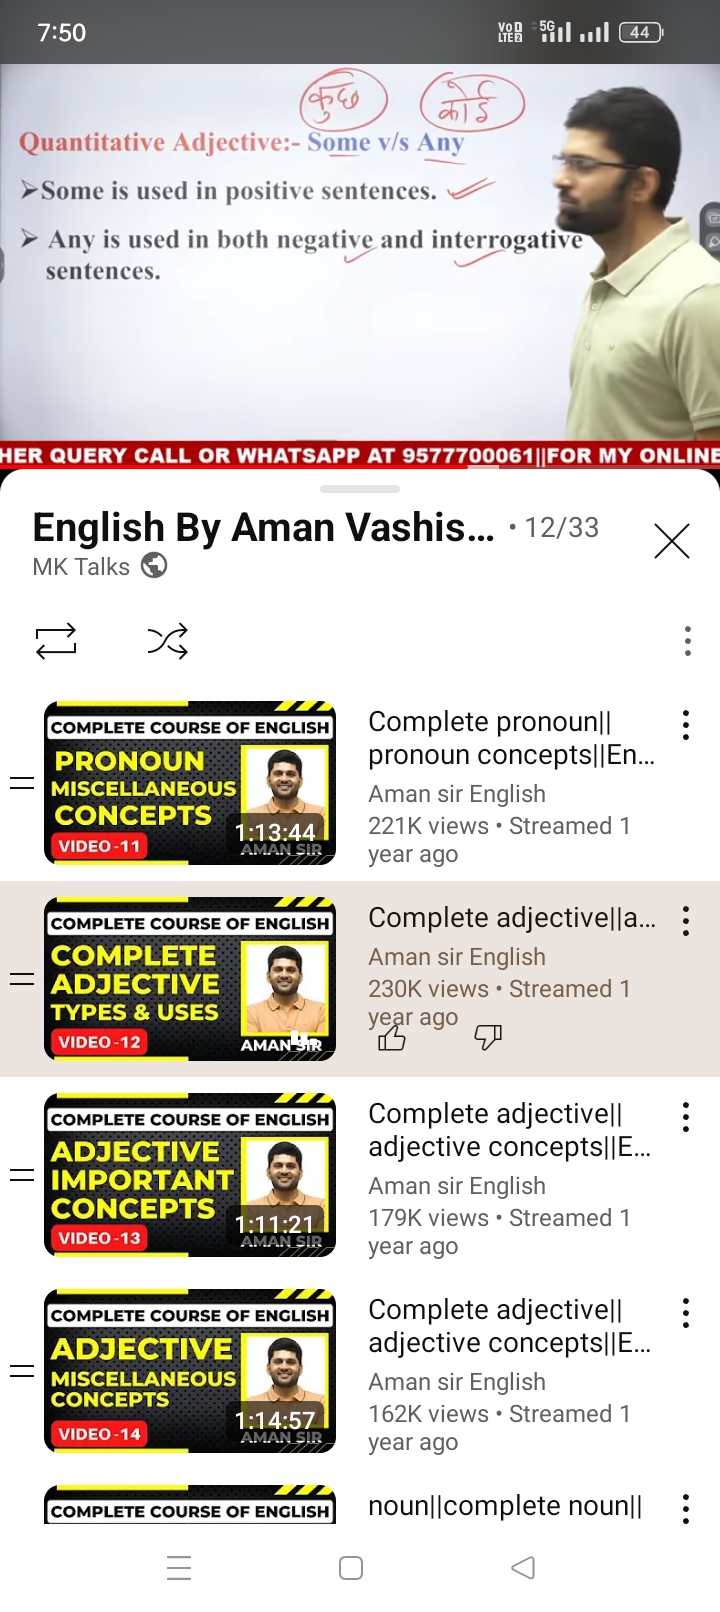 7:50
VoD
LTE2
5G
44
कुछ
कोई
Quantitative Adjective:- Some v/s Any
➢Some is used in positive sentences.
➢ Any is used in both negative and interrogative
sentences.
HER QUERY CALL OR WHATSAPP AT 9577700061||FOR MY ONLINE
English By Aman Vashis... • 12/33
MK Talks
COMPLETE COURSE OF ENGLISH
PRONOUN
MISCELLANEOUS
CONCEPTS
VIDEO-11
1:13:44
AMAN SIR
Complete pronoun||
pronoun concepts||En...
Aman sir English
221K views • Streamed 1
year ago
COMPLETE COURSE OF ENGLISH
COMPLETE
ADJECTIVE
TYPES & USES
VIDEO-12
AMAN SIR
Complete adjective||a...
Aman sir English
230K views • Streamed 1
year ago
COMPLETE COURSE OF ENGLISH
ADJECTIVE
IMPORTANT
CONCEPTS
VIDEO-13
1:11:21
AMAN SIR
Complete adjective||
adjective concepts||E...
Aman sir English
179K views • Streamed 1
year ago
COMPLETE COURSE OF ENGLISH
ADJECTIVE
MISCELLANEOUS
CONCEPTS
VIDEO-14
1:14:57
AMAN SIR
Complete adjective||
adjective concepts||E...
Aman sir English
162K views • Streamed 1
year ago
COMPLETE COURSE OF ENGLISH
noun||complete noun||